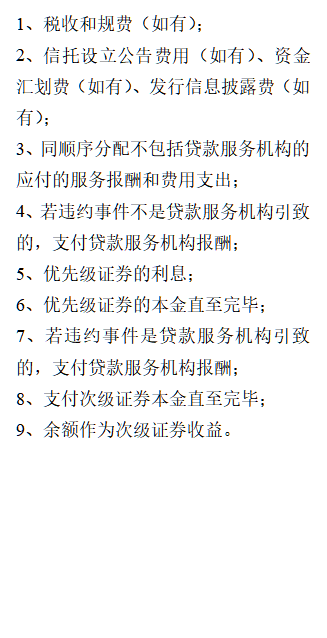 1、税收和规费（如有）；
2、信托设立公告费用（如有）、资金
汇划费（如有）、发行信息披露费（如
有）；
3、同顺序分配不包括贷款服务机构的
应付的服务报酬和费用支出；
4、若违约事件不是贷款服务机构引致
的，支付贷款服务机构报酬；
5、优先级证券的利息；
6、优先级证券的本金直至完毕；
7、若违约事件是贷款服务机构引致
的，支付贷款服务机构报酬；
8、支付次级证券本金直至完毕；
9、余额作为次级证券收益。